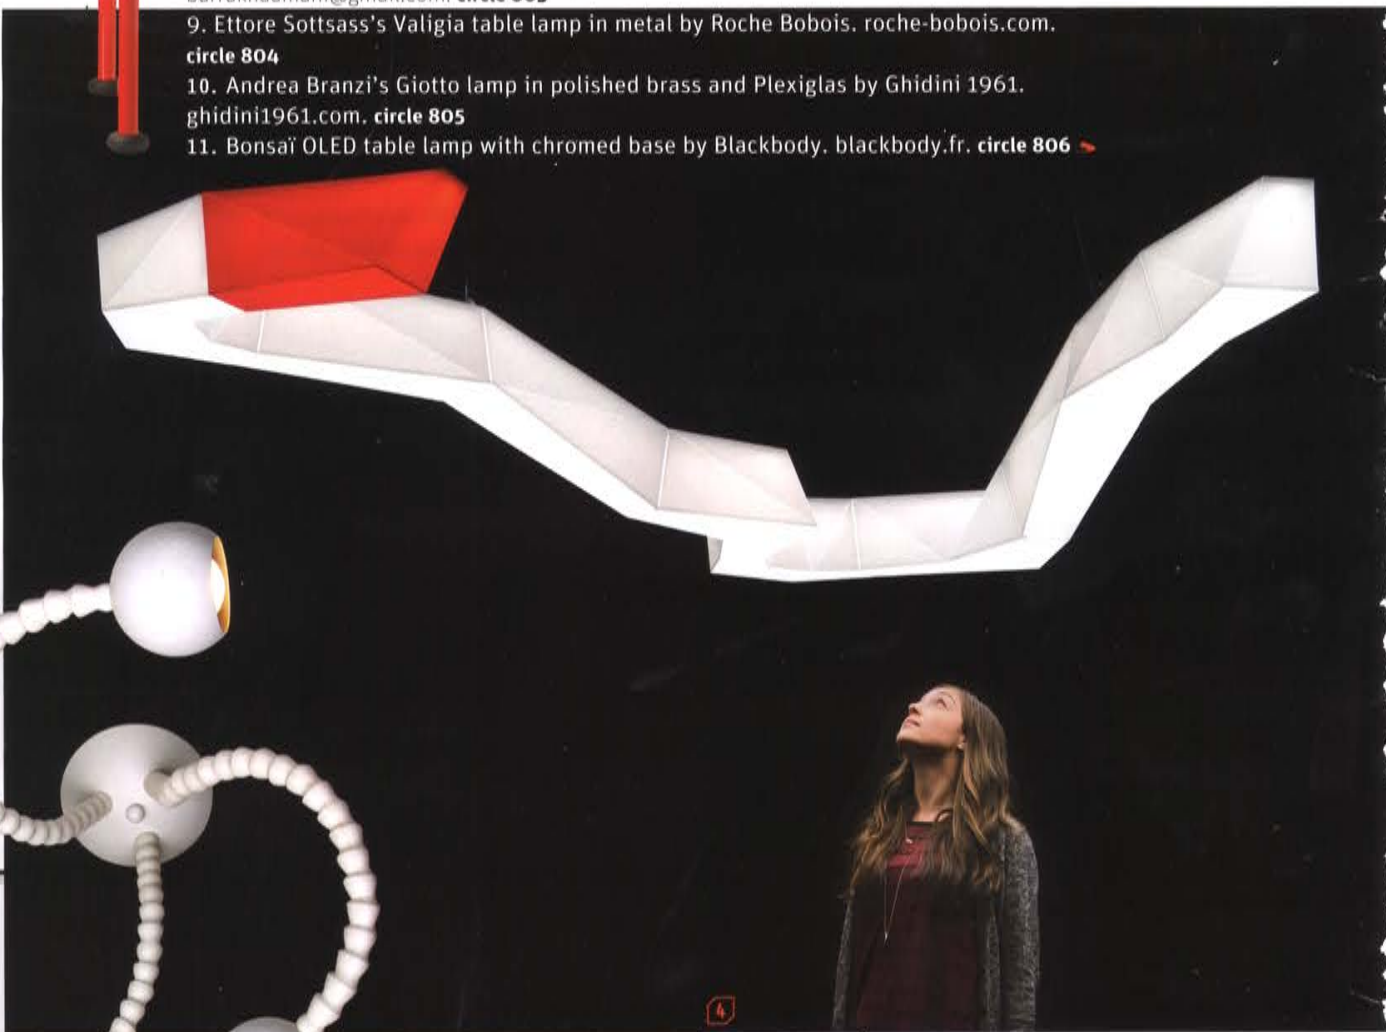 9. Ettore Sottsass's Valigia table lamp in metal by Roche Bobois. roche-bobois.com.
circle 804
10. Andrea Branzi's Giotto lamp in polished brass and Plexiglas by Ghidini 1961.
ghidini1961.com. circle 805
11. Bonsaï OLED table lamp with chromed base by Blackbody. blackbody.fr. circle 806
4